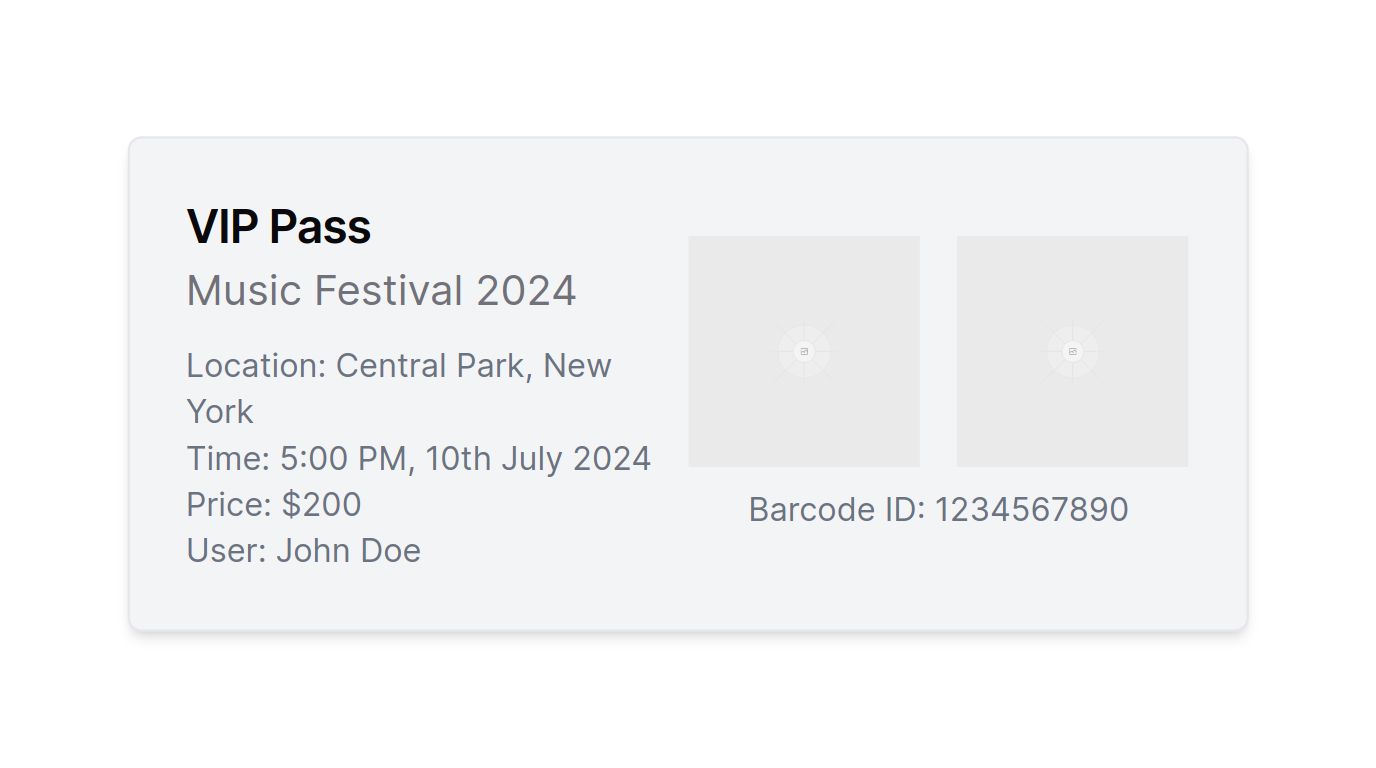 VIP Pass
Music Festival 2024
Location: Central Park, New
York
Time: 5:00 PM, 10th July 2024
Price: $200
User: John Doe
Barcode ID: 1234567890